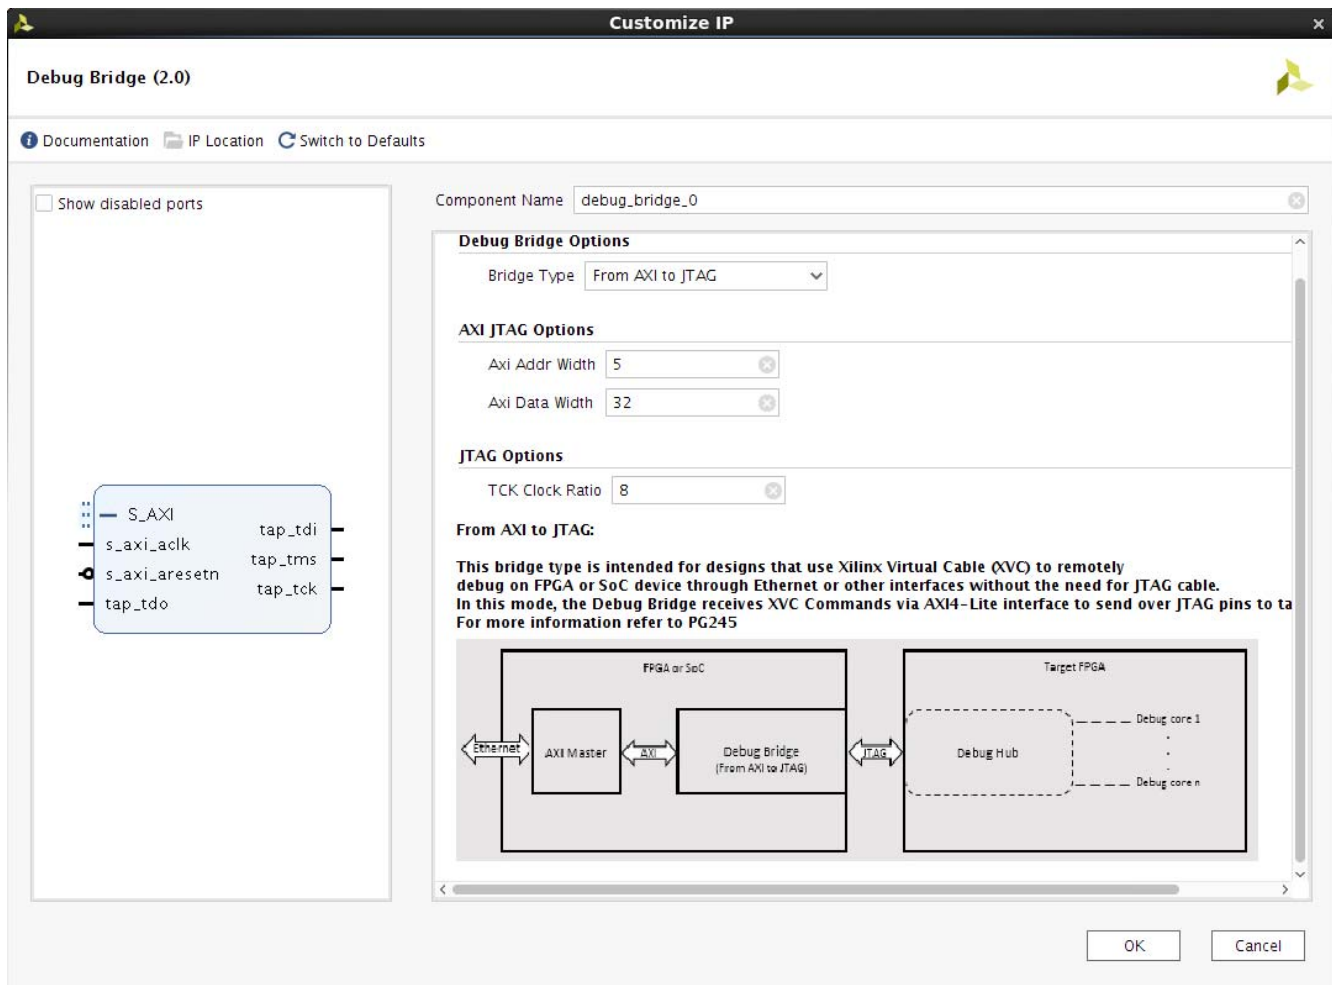 Customize IP
Debug Bridge (2.0)
Documentation IP Location Switch to Defaults
Show disabled ports
S_AXI
s_axi_aclk
s_axi_aresetn
tap_tdo
tap_tdi
tap_tms
tap_tck
Component Name debug_bridge_0
Debug Bridge Options
Bridge Type From AXI to JTAG
AXI JTAG Options
Axi Addr Width 5
Axi Data Width 32
JTAG Options
TCK Clock Ratio 8
From AXI to JTAG:
This bridge type is intended for designs that use Xilinx Virtual Cable (XVC) to remotely
debug on FPGA or SoC device through Ethernet or other interfaces without the need for JTAG cable.
In this mode, the Debug Bridge receives XVC Commands via AXI4-Lite interface to send over JTAG pins to ta
For more information refer to PG245
FPGA or SoC
Target FPGA
Ethernet
AXI Master
AXI
Debug Bridge
(From AXI to JTAG)
JTAG
Debug Hub
Debug core 1
Debug core n
OK Cancel